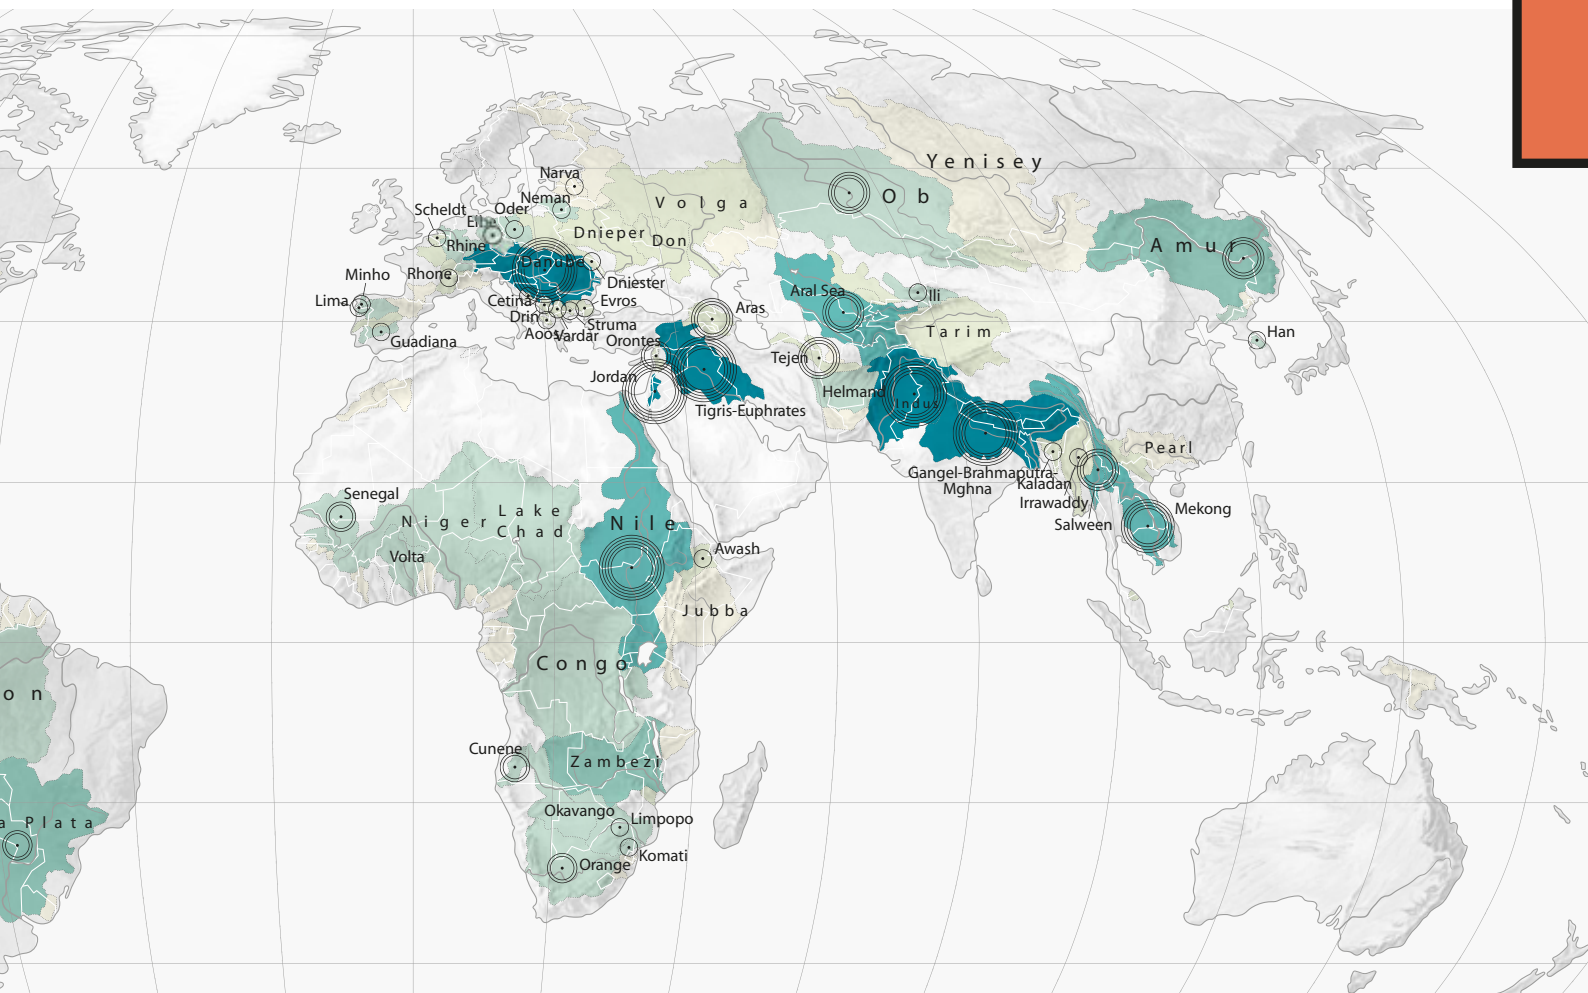 Yenisey
Narva
Ob
Neman
Volga
Scheldt
Oder
Elbe
Dnieper
Don
Amur
Rhine
Danube
Minho
Rhone
Dniester
Aral Sea
Ili
Lima
Cetina
Evros
Aras
Drin
Struma
Tarim
Han
Aoos
Vardar
Orontes
Guadiana
Tejen
Jordan
Helmand
Indus
Tigris-Euphrates
Pearl
Gangel-Brahmaputra-
Mghna
Kaladan
Senegal
Irrawaddy
Mekong
Niger
Lake
Chad
Nile
Salween
Volta
Awash
Jubba
Congo
on
Cunene
Zambezi
Okavango
Limpopo
a Plata
Komati
Orange